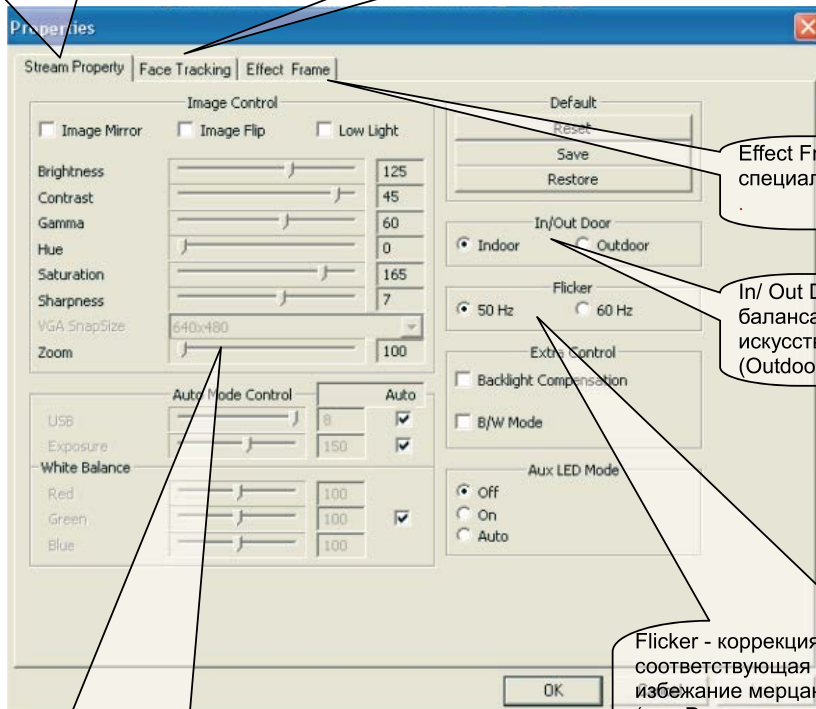 Properties
Stream Property Face Tracking Effect Frame
Image Control
Image Mirror Image Flip Low Light
Brightness 125
Contrast 45
Gamma 60
Hue 0
Saturation 165
Sharpness 7
VGA SnapSize 640x480
Zoom 100
Auto Mode Control Auto
USB 8
Exposure 150
White Balance
Red 100
Green 100
Blue 100
Default
Reset
Save
Restore
In/Out Door
Indoor Outdoor
Flicker
50 Hz 60 Hz
Extra Control
Backlight Compensation
B/W Mode
Aux LED Mode
Off
On
Auto
OK
Effect Fr
специал
.
In/ Out D
баланса
искусств
(Outdoo
Flicker - коррекция
соответствующая
избежание мерцан